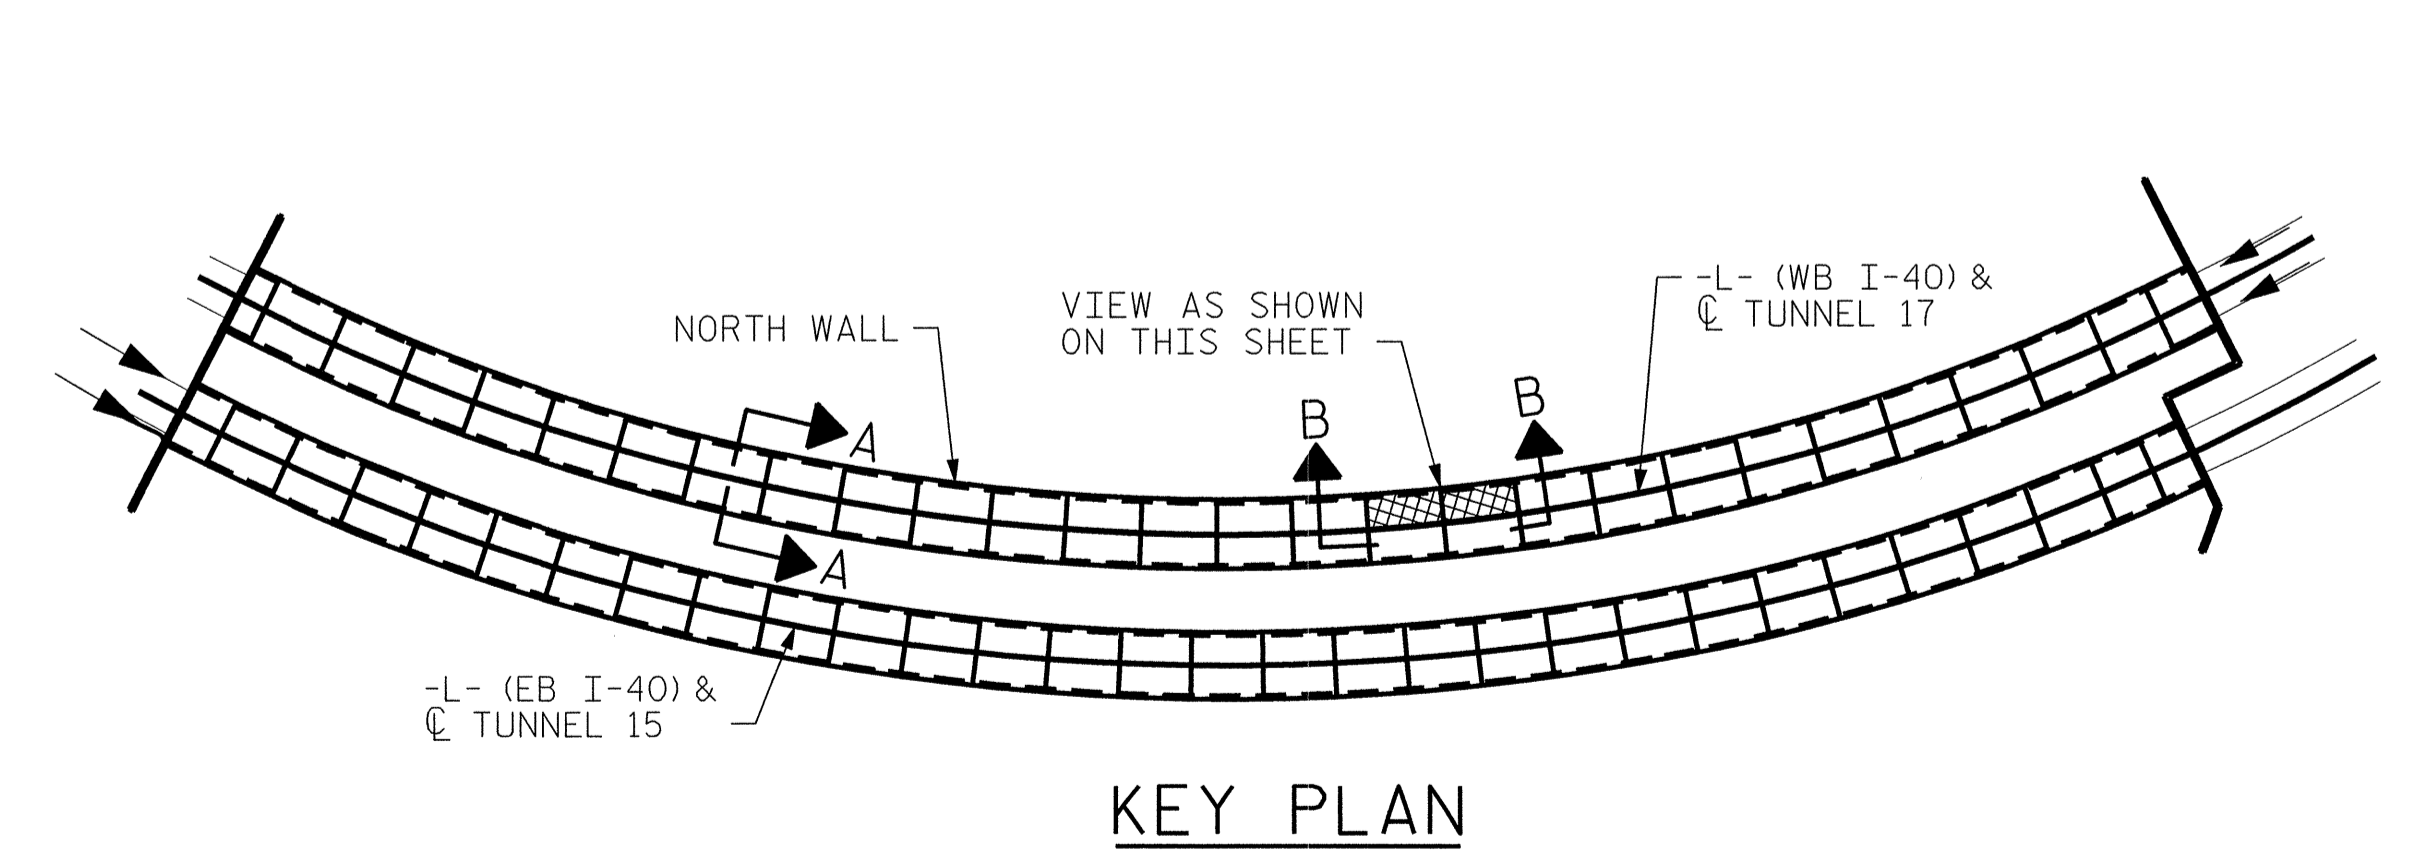 -L- (WB I-40) &
℄ TUNNEL 17
VIEW AS SHOWN
ON THIS SHEET
NORTH WALL
B
B
A
A
-L- (EB I-40) &
℄ TUNNEL 15
KEY PLAN